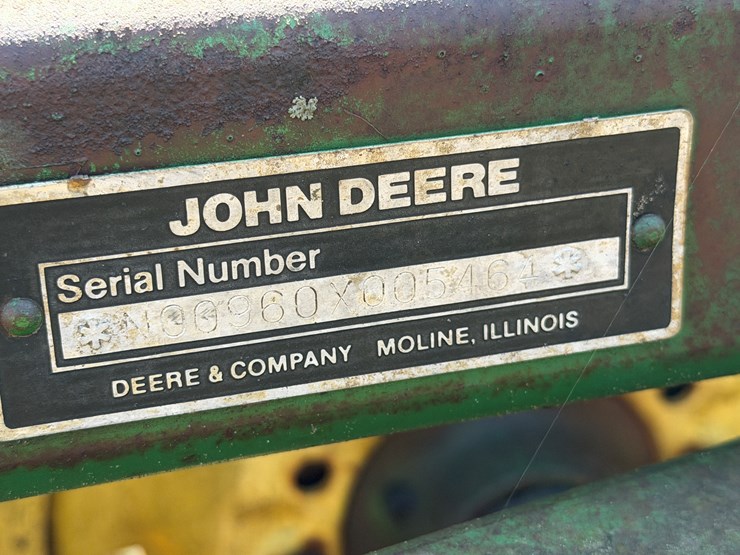 JOHN DEERE
Serial Number
N00960X005464
DEERE & COMPANY MOLINE, ILLINOIS